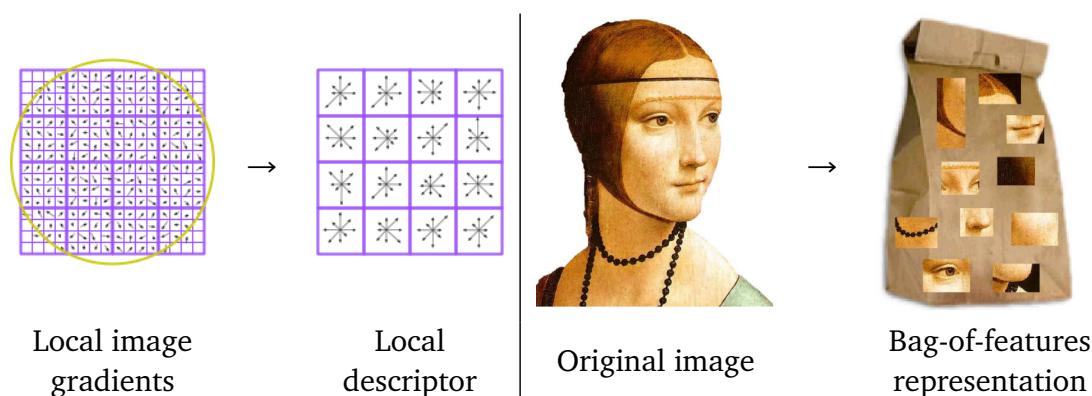 Local image
gradients
Local
descriptor
Original image
Bag-of-features
representation